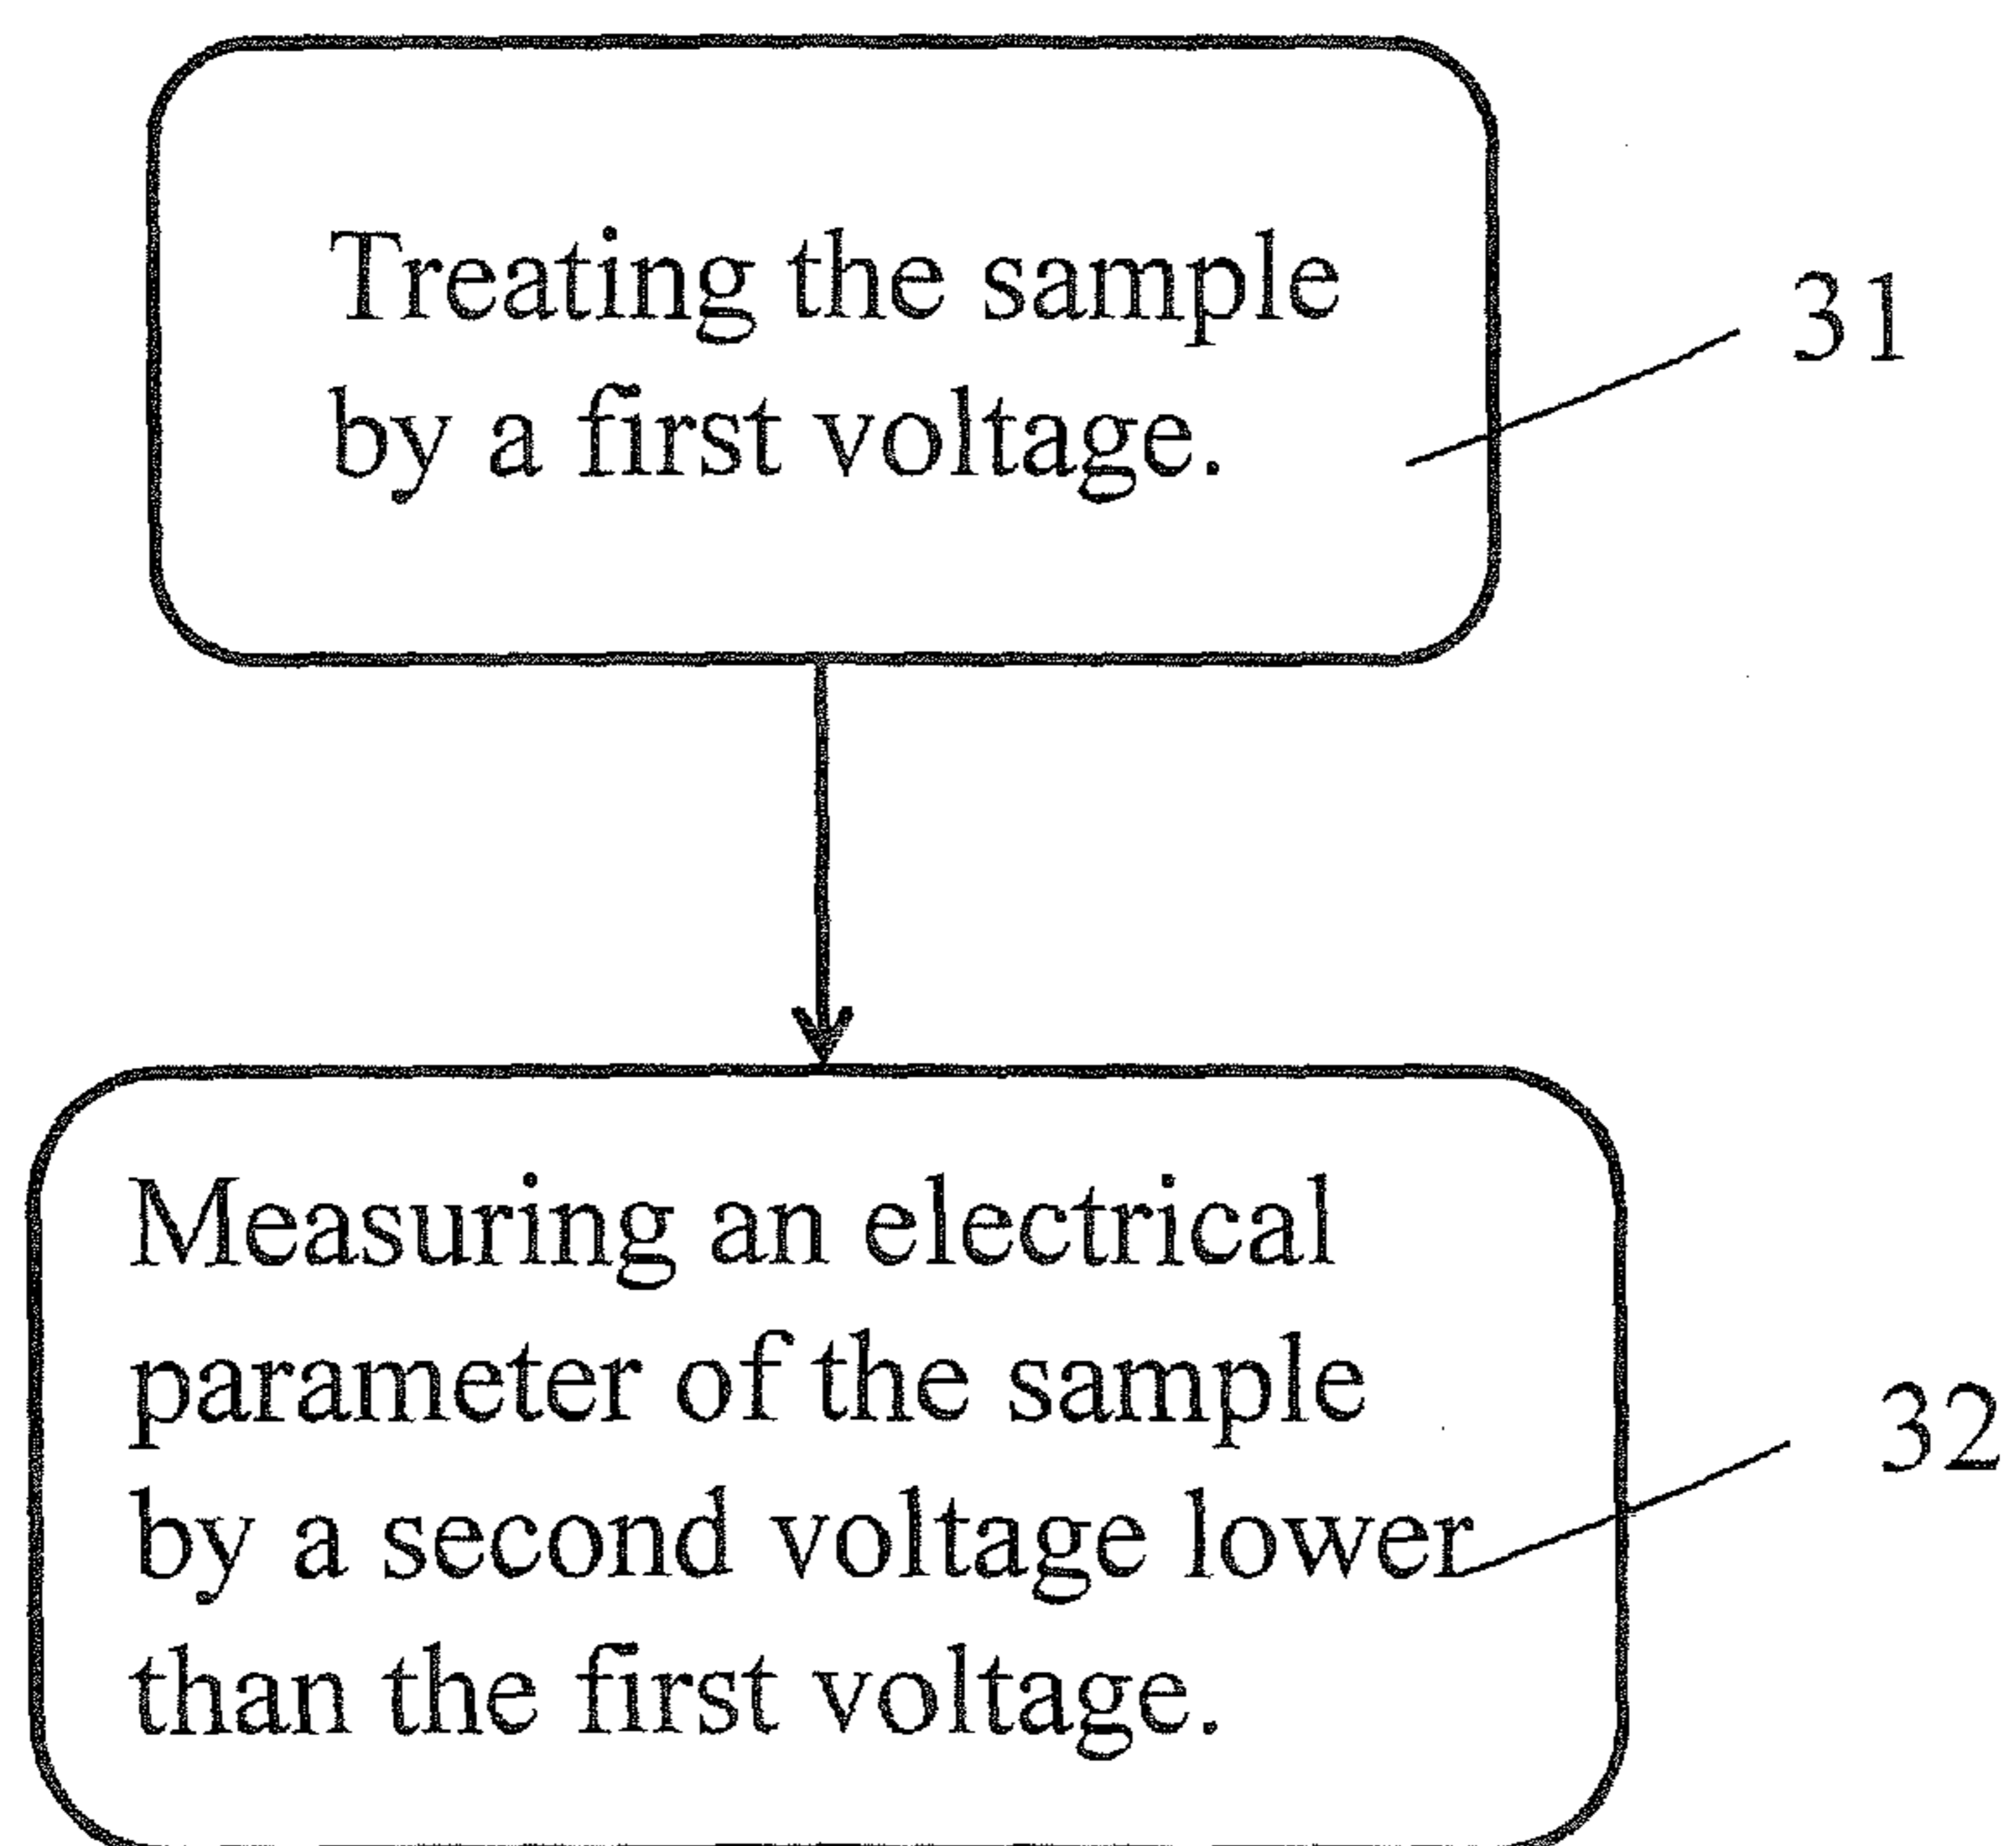 Treating the sample
by a first voltage.
31
Measuring an electrical
parameter of the sample
by a second voltage lower
than the first voltage.
32